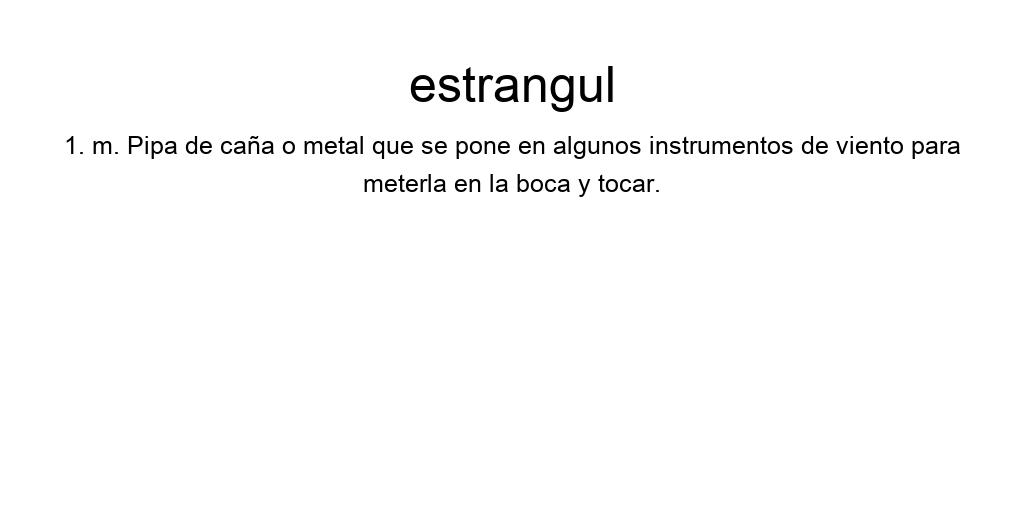 estrangul
1. m. Pipa de caña o metal que se pone en algunos instrumentos de viento para
meterla en la boca y tocar.